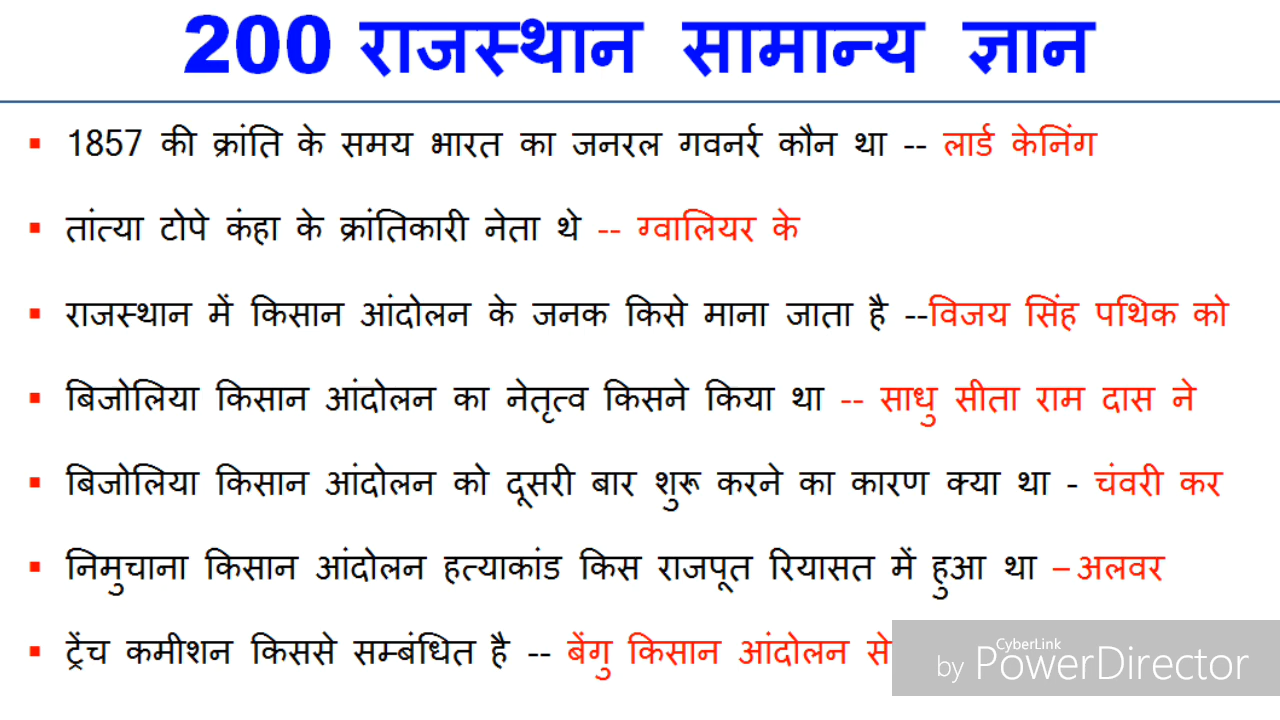 200 राजस्थान सामान्य ज्ञान
▪ 1857 की क्रांति के समय भारत का जनरल गवनर्र कौन था -- लार्ड केनिंग
▪ तांत्या टोपे कंहा के क्रांतिकारी नेता थे -- ग्वालियर के
▪ राजस्थान में किसान आंदोलन के जनक किसे माना जाता है --विजय सिंह पथिक को
▪ बिजोलिया किसान आंदोलन का नेतृत्व किसने किया था -- साधु सीता राम दास ने
▪ बिजोलिया किसान आंदोलन को दूसरी बार शुरू करने का कारण क्या था - चंवरी कर
▪ निमुचाना किसान आंदोलन हत्याकांड किस राजपूत रियासत में हुआ था – अलवर
▪ ट्रेंच कमीशन किससे सम्बंधित है -- बेंगु किसान आंदोलन से
CyberLink
by PowerDirector